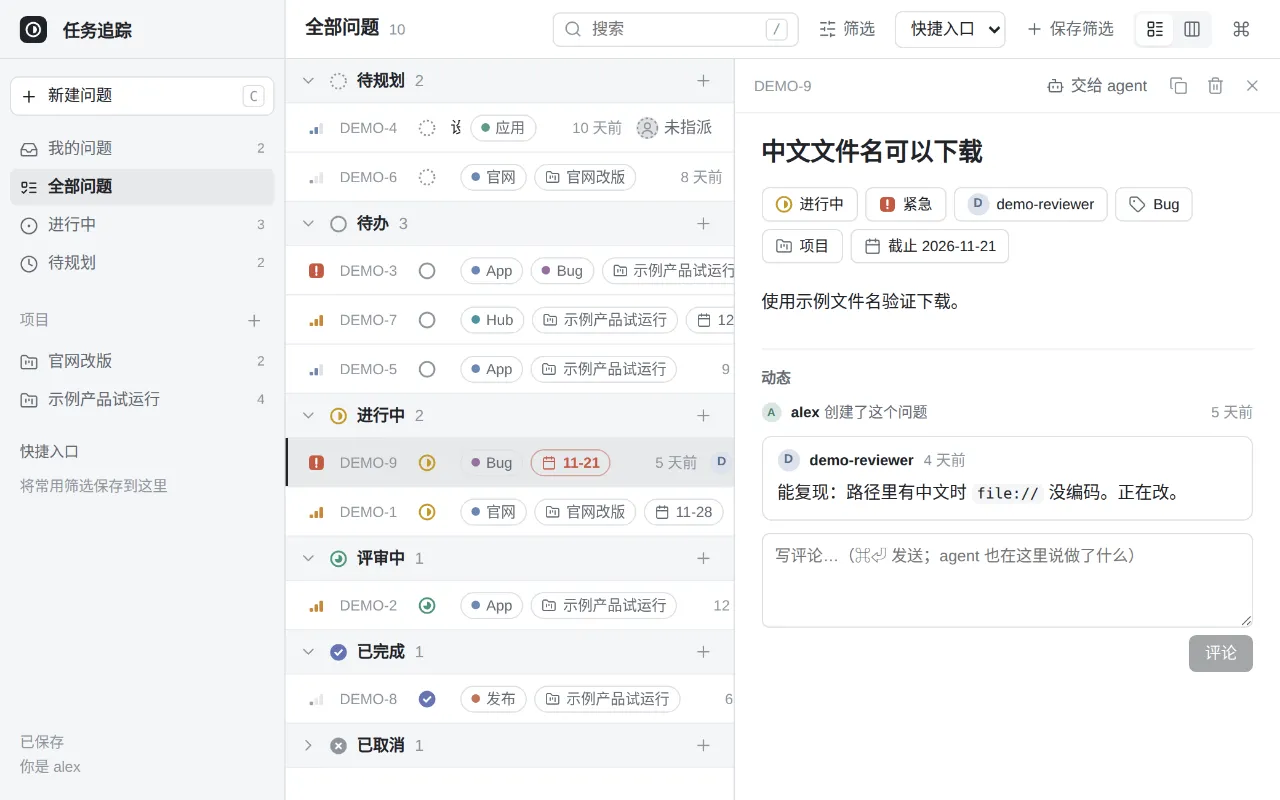 任务追踪
新建问题 C
我的问题 2
全部问题
进行中 3
待规划 2
项目
官网改版 2
示例产品试运行 4
快捷入口
将常用筛选保存到这里
已保存
你是 alex
全部问题 10
搜索 /
筛选
快捷入口
保存筛选
⌘
待规划 2
DEMO-4 应用 10 天前 未指派
DEMO-6 官网 官网改版 8 天前
待办 3
DEMO-3 App Bug 示例产品试运行
DEMO-7 Hub 示例产品试运行 12
DEMO-5 App 示例产品试运行 9
进行中 2
DEMO-9 Bug 11-21 5 天前 D
DEMO-1 官网 官网改版 11-28
评审中 1
DEMO-2 App 示例产品试运行 12
已完成 1
DEMO-8 发布 示例产品试运行 6
已取消 1
DEMO-9
交给 agent
中文文件名可以下载
进行中 紧急 D demo-reviewer Bug
项目 截止 2026-11-21
使用示例文件名验证下载。
动态
A alex 创建了这个问题 5 天前
D demo-reviewer 4 天前
能复现：路径里有中文时 file:// 没编码。正在改。
写评论…（⌘⏎ 发送；agent 也在这里说做了什么）
评论